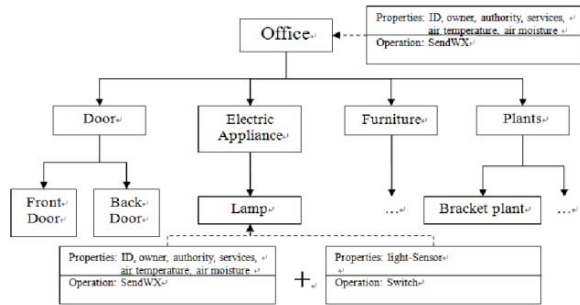 Properties: ID, owner, authority, services,
air temperature, air moisture
Operation: SendWX
Office
Door
Electric
Appliance
Furniture
Plants
Front
Door
Back
Door
Lamp
...
Bracket plant
...
Properties: ID, owner, authority, services,
air temperature, air moisture
Operation: SendWX
+
Properties: light-Sensor
Operation: Switch